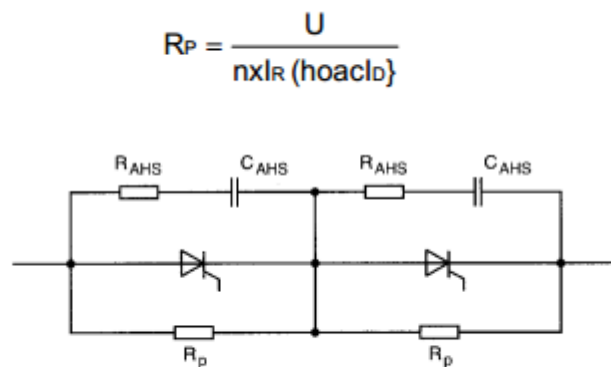 RP = U / nxIR (hoacID}
RAHS CAHS RAHS CAHS
Rp Rp